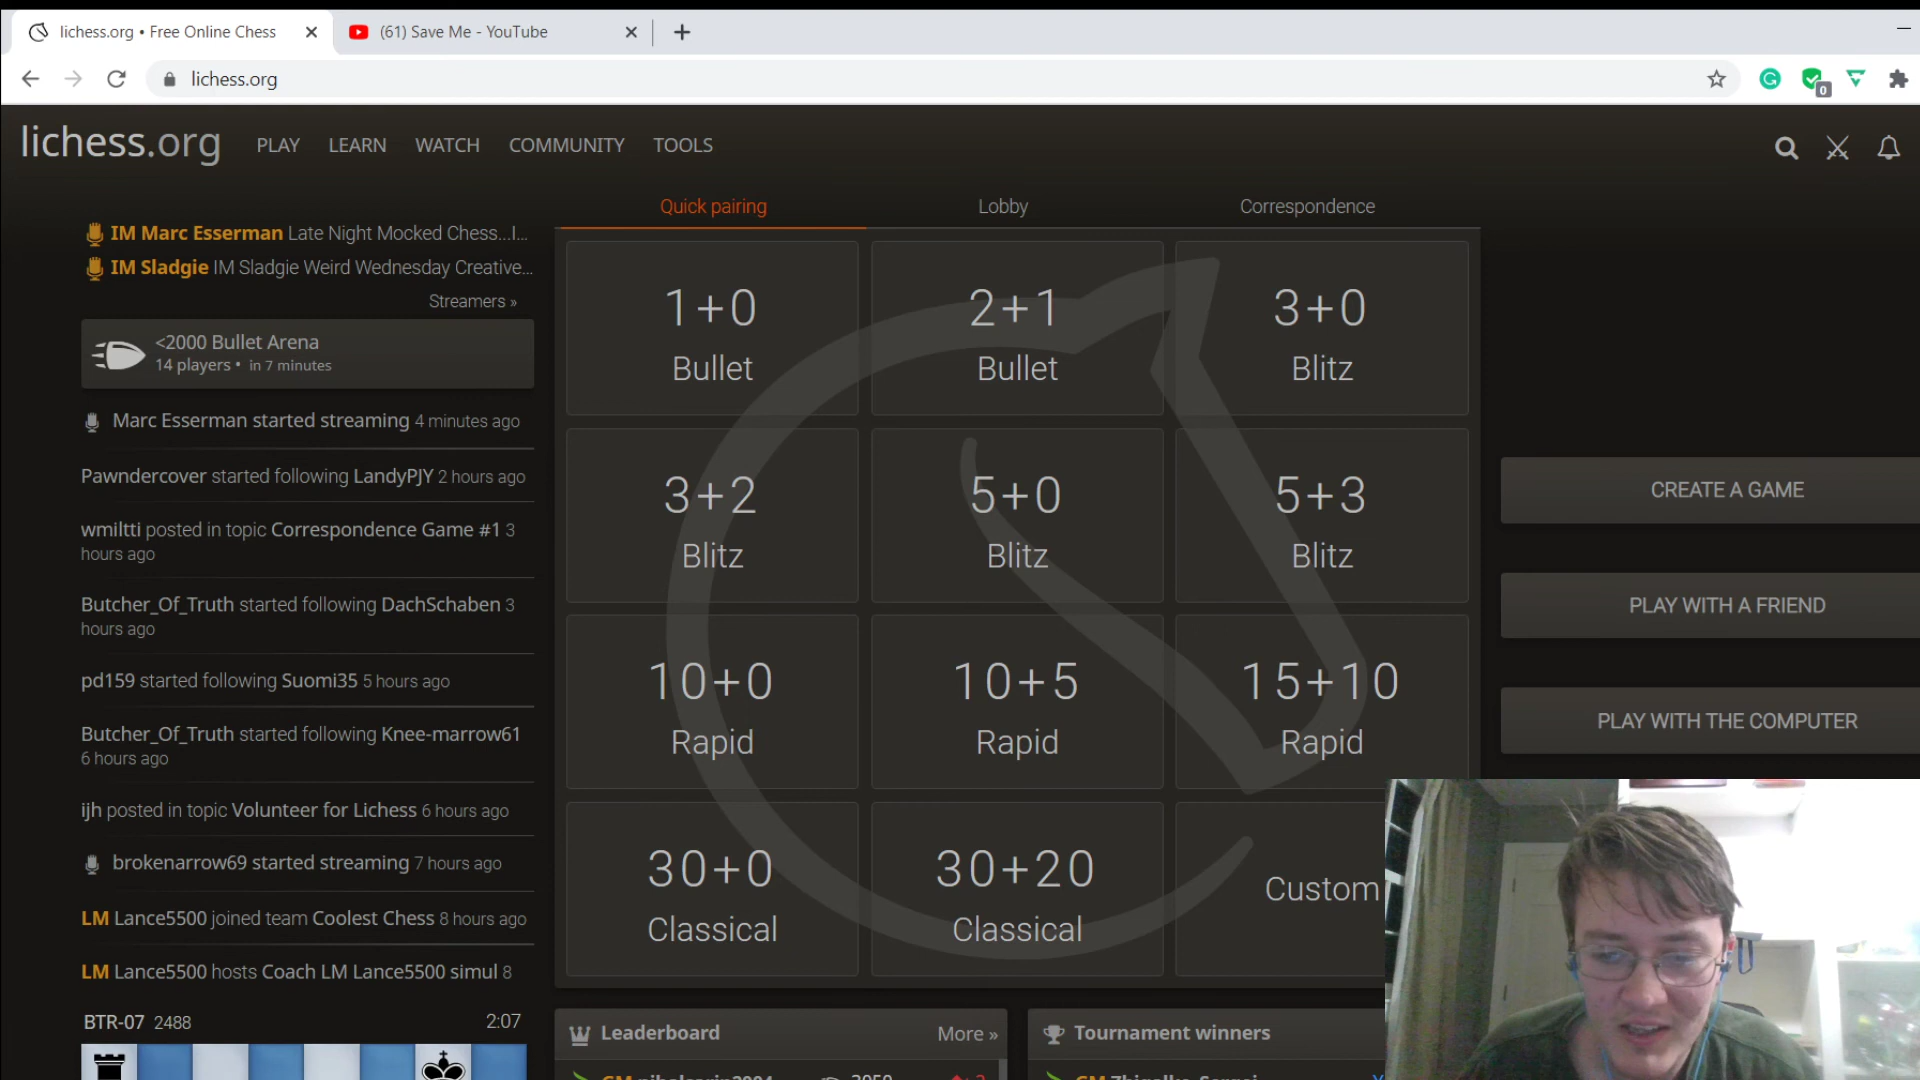 lichess.org • Free Online Chess
(61) Save Me - YouTube
lichess.org
0
lichess.org
PLAY
LEARN
WATCH
COMMUNITY
TOOLS
IM Marc Esserman Late Night Mocked Chess...I...
IM Sladgie IM Sladgie Weird Wednesday Creative...
Streamers »
<2000 Bullet Arena
14 players • in 7 minutes
Marc Esserman started streaming 4 minutes ago
Pawndercover started following LandyPJY 2 hours ago
wmiltti posted in topic Correspondence Game #1 3
hours ago
Butcher_Of_Truth started following DachSchaben 3
hours ago
pd159 started following Suomi35 5 hours ago
Butcher_Of_Truth started following Knee-marrow61
6 hours ago
ijh posted in topic Volunteer for Lichess 6 hours ago
brokenarrow69 started streaming 7 hours ago
LM Lance5500 joined team Coolest Chess 8 hours ago
LM Lance5500 hosts Coach LM Lance5500 simul 8
BTR-07 2488
2:07
Quick pairing
Lobby
Correspondence
1+0
Bullet
2+1
Bullet
3+0
Blitz
3+2
Blitz
5+0
Blitz
5+3
Blitz
10+0
Rapid
10+5
Rapid
15+10
Rapid
30+0
Classical
30+20
Classical
Custom
CREATE A GAME
PLAY WITH A FRIEND
PLAY WITH THE COMPUTER
Leaderboard
More »
Tournament winners